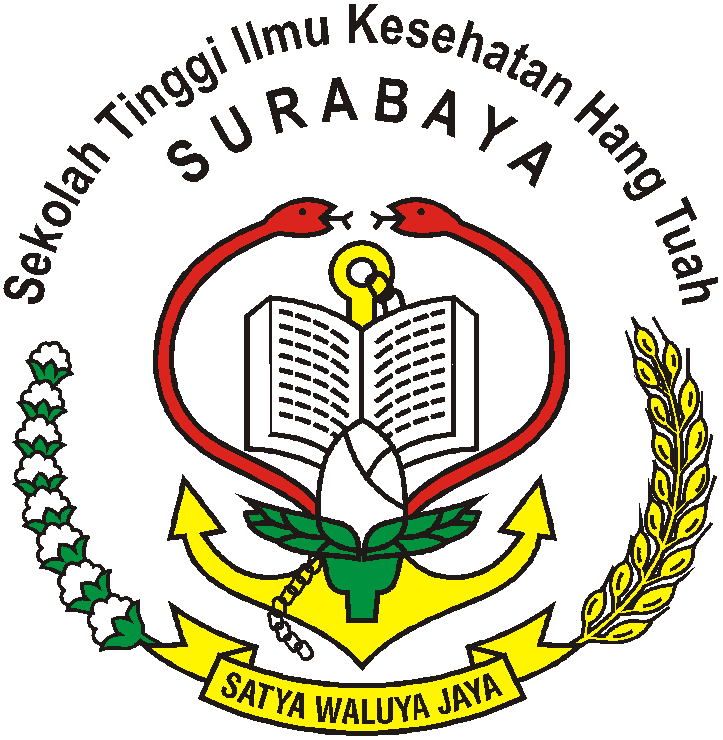 Sekolah Tinggi Ilmu Kesehatan Hang Tuah
SURABAYA
SATYA WALUYA JAYA